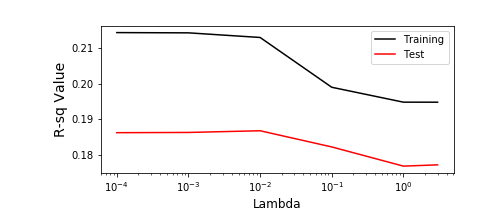 0.21
0.20
0.19
0.18
R-sq Value
Training
Test
10⁻⁴
10⁻³
10⁻²
10⁻¹
10⁰
Lambda